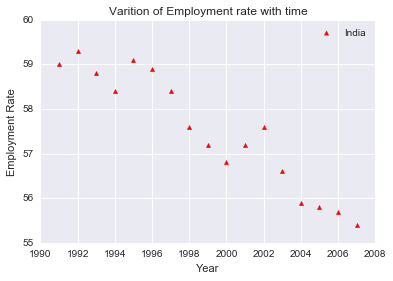 Varition of Employment rate with time
India
60
59
58
57
56
55
Employment Rate
1990 1992 1994 1996 1998 2000 2002 2004 2006 2008
Year